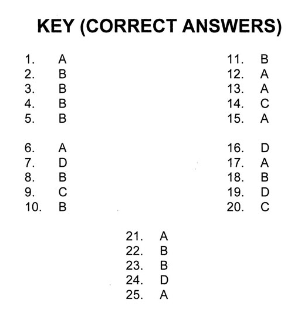 KEY (CORRECT ANSWERS)
1. A
2. B
3. B
4. B
5. B
6. A
7. D
8. B
9. C
10. B
11. B
12. A
13. A
14. C
15. A
16. D
17. A
18. B
19. D
20. C
21. A
22. B
23. B
24. D
25. A